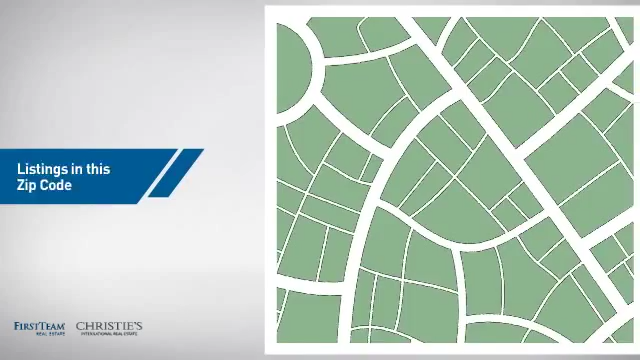 Listings in this
Zip Code
FIRSTTEAM
REAL ESTATE
CHRISTIE'S
INTERNATIONAL REAL ESTATE